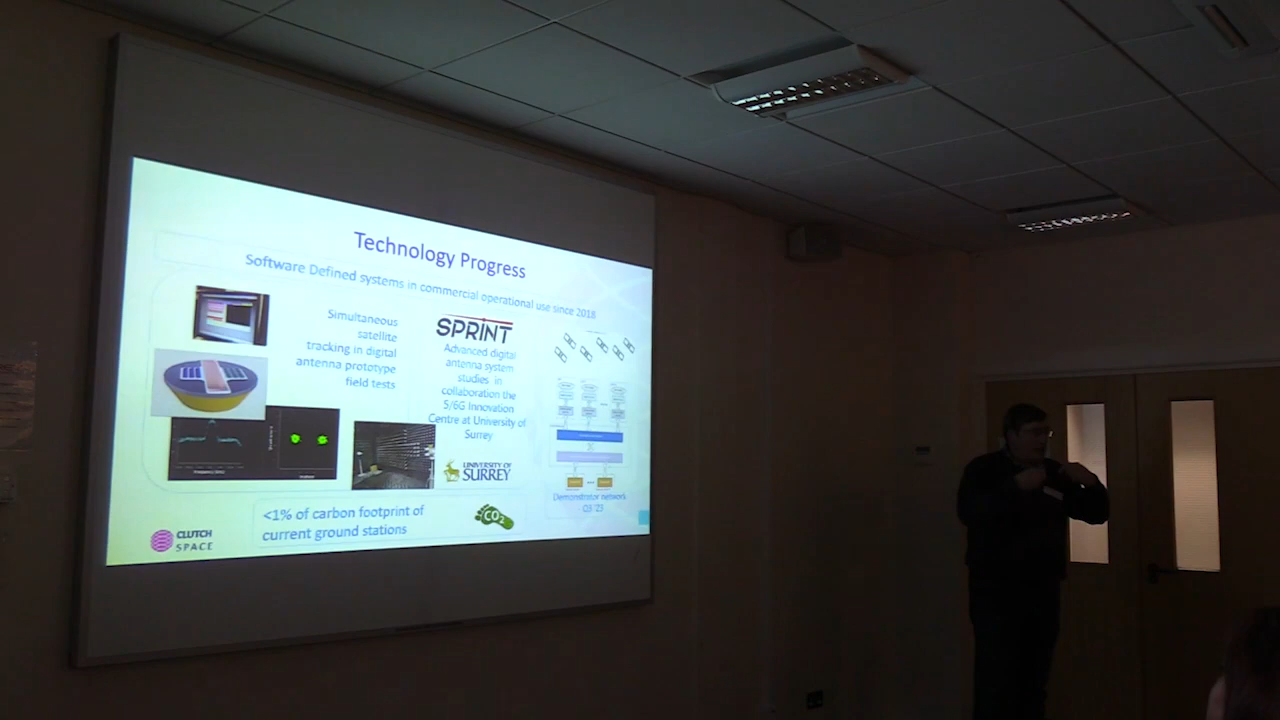 Technology Progress
Software Defined systems in commercial operational use since 2018
Simultaneous
satellite
tracking in digital
antenna prototype
field tests
SPRINT
Advanced digital
antenna system
studies in
collaboration the
5/6G Innovation
Centre at University of
Surrey
UNIVERSITY OF
SURREY
Demonstrator network
Q3 '23
<1% of carbon footprint of
current ground stations
CO2
CLUTCH
SPACE